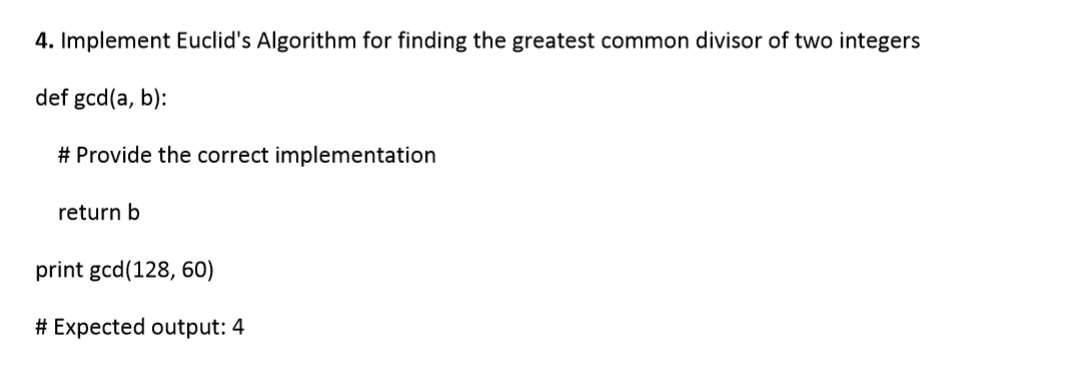 4. Implement Euclid's Algorithm for finding the greatest common divisor of two integers
def gcd(a, b):
# Provide the correct implementation
return b
print gcd(128, 60)
# Expected output: 4